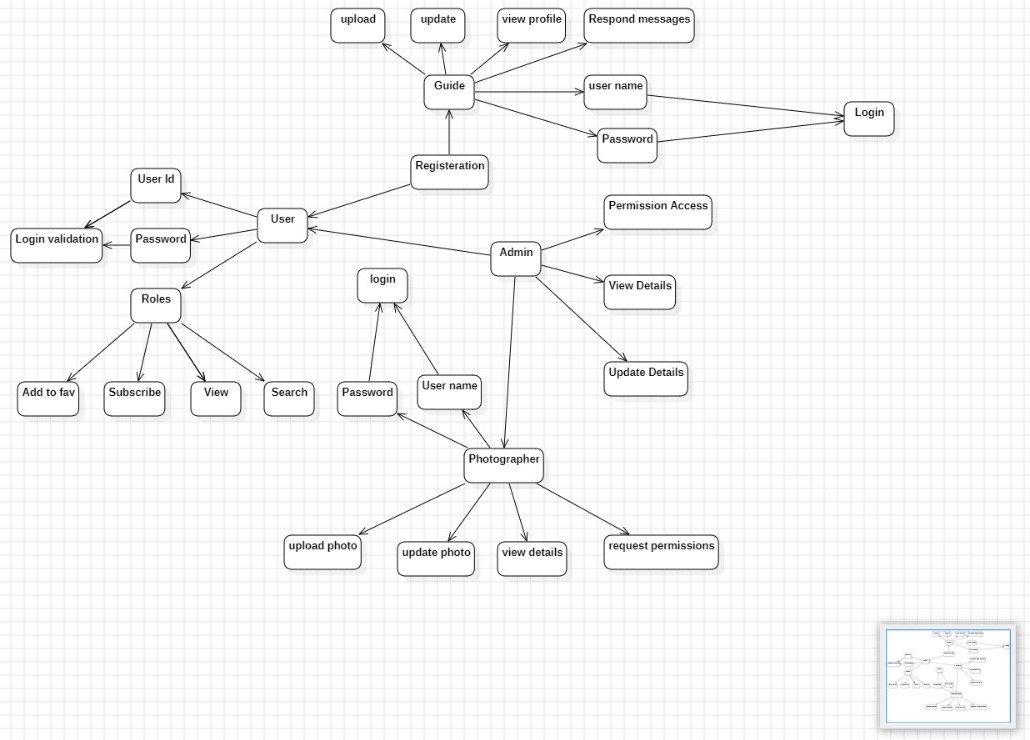 upload
update
view profile
Respond messages
Guide
user name
Login
Password
Registeration
User Id
User
Permission Access
Login validation
Password
Admin
login
View Details
Roles
Update Details
Add to fav
Subscribe
View
Search
Password
User name
Photographer
upload photo
update photo
view details
request permissions